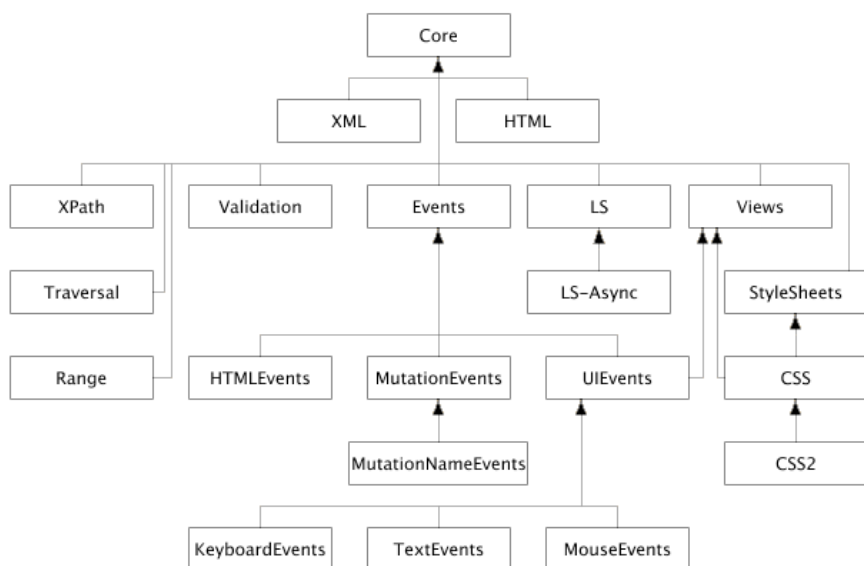 Core
XML
HTML
XPath
Validation
Events
LS
Views
Traversal
LS-Async
StyleSheets
Range
HTMLEvents
MutationEvents
UIEvents
CSS
MutationNameEvents
CSS2
KeyboardEvents
TextEvents
MouseEvents